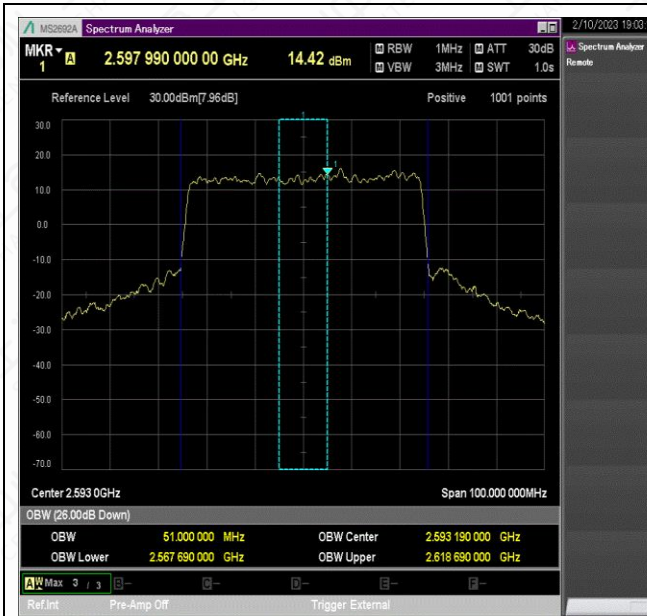 MS2692A Spectrum Analyzer
2/10/2023 19:03:
MKR 1 A 2.597 990 000 00 GHz 14.42 dBm
M RBW 1MHz M ATT 30dB
M VBW 3MHz M SWT 1.0s
Spectrum Analyzer
Remote
Reference Level 30.00dBm[7.96dB] Positive 1001 points
30.0
20.0
10.0
0.0
-10.0
-20.0
-30.0
-40.0
-50.0
-60.0
-70.0
1
1
Center 2.593 0GHz Span 100.000 000MHz
OBW (26.00dB Down)
OBW 51.000 000 MHz OBW Center 2.593 190 000 GHz
OBW Lower 2.567 690 000 GHz OBW Upper 2.618 690 000 GHz
A W Max 3 / 3 B- C- D- E- F-
Ref.Int Pre-Amp Off Trigger External